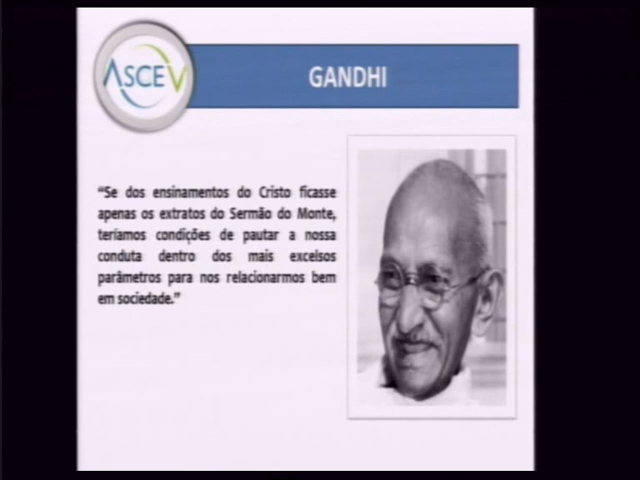 ASCEV
GANDHI
“Se dos ensinamentos do Cristo ficasse
apenas os extratos do Sermão do Monte,
teríamos condições de pautar a nossa
conduta dentro dos mais excelsos
parâmetros para nos relacionarmos bem
em sociedade.”